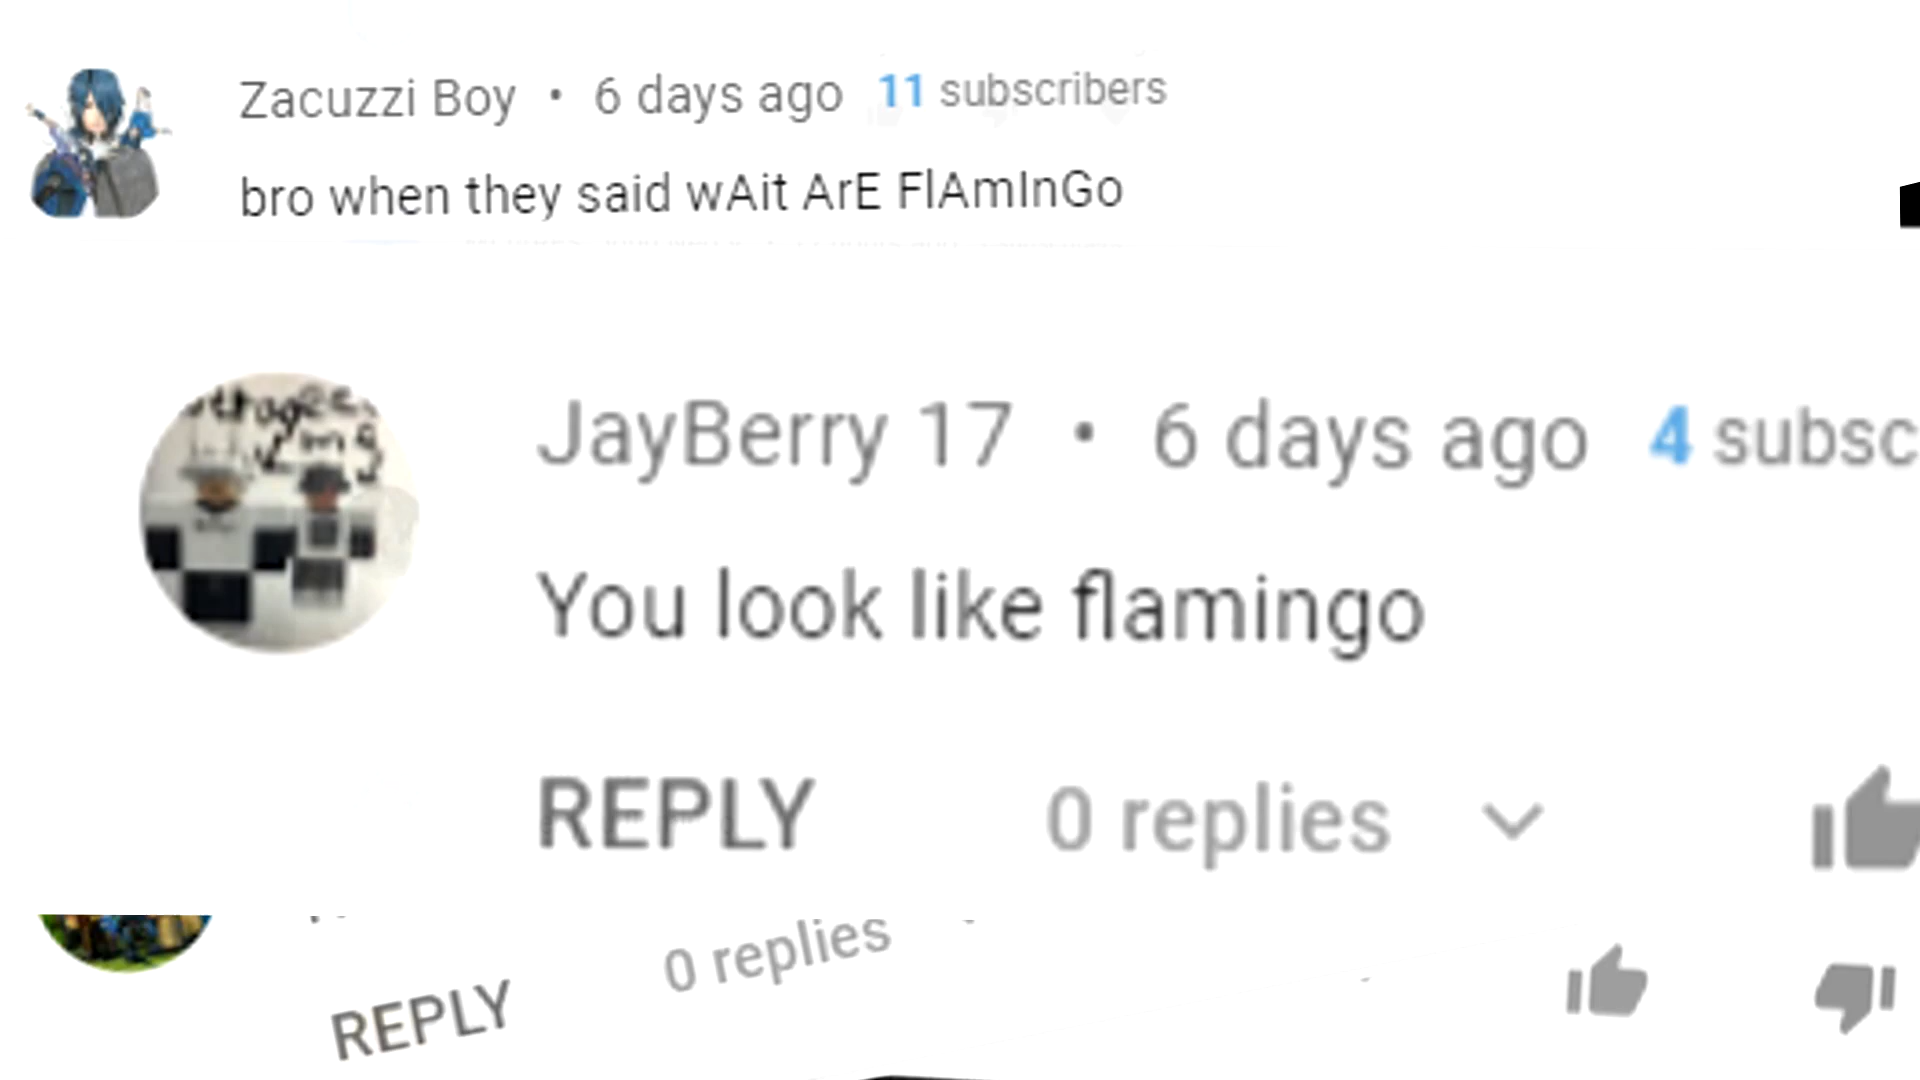 Zacuzzi Boy • 6 days ago 11 subscribers
bro when they said wAit ArE FlAmInGo
JayBerry 17 • 6 days ago 4 subsc
You look like flamingo
REPLY 0 replies
0 replies
REPLY